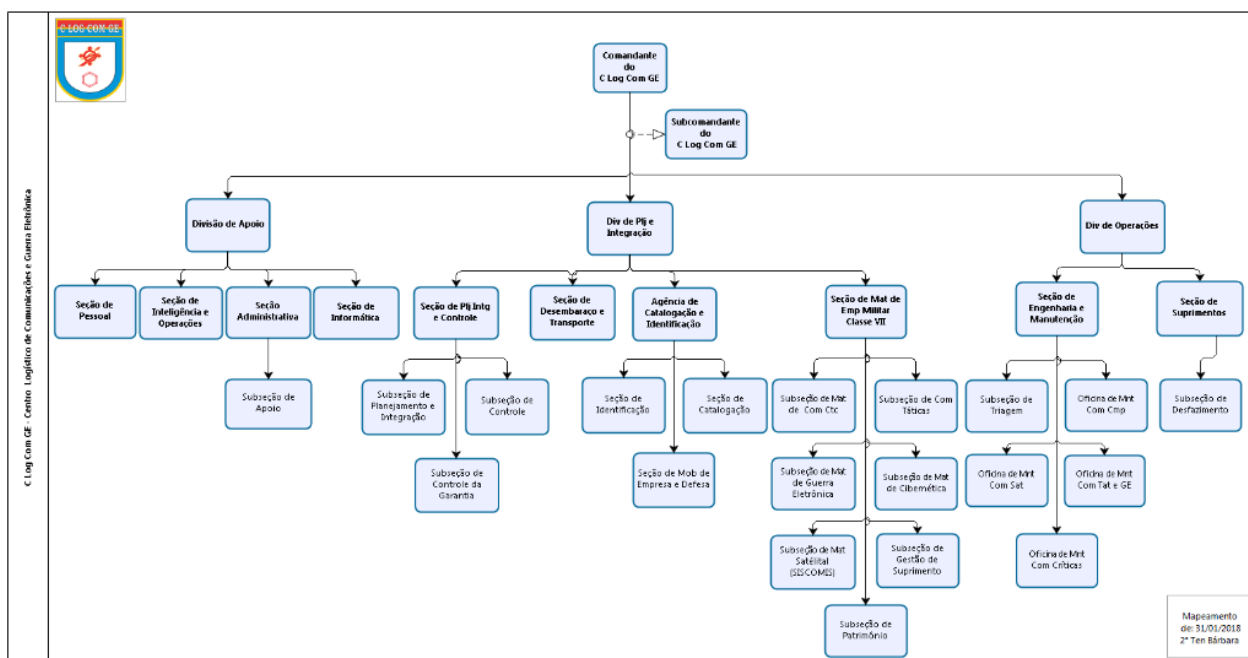 C LOG COM GE
C Log Com GE - Centro Logístico de Comunicações e Guerra Eletrônica
Comandante
do
C Log Com GE
Subcomandante
do
C Log Com GE
Divisão de Apoio
Div de Plj e
Integração
Div de Operações
Seção de
Pessoal
Seção de
Inteligência e
Operações
Seção
Administrativa
Seção de
Informática
Seção de Plj Intg
e Controle
Seção de
Desembaraço e
Transporte
Agência de
Catalogação e
Identificação
Seção de Mat de
Emp Militar
Classe VII
Seção de
Engenharia e
Manutenção
Seção de
Suprimentos
Subseção de
Apoio
Subseção de
Planejamento e
Integração
Subseção de
Controle
Seção de
Identificação
Seção de
Catalogação
Subseção de Mat
de Com Ctc
Subseção de Com
Táticas
Subseção de
Triagem
Oficina de Mnt
Com Cmp
Subseção de
Desfazimento
Subseção de
Controle da
Garantia
Seção de Mob de
Empresa e Defesa
Subseção de Mat
de Guerra
Eletrônica
Subseção de Mat
de Cibernética
Oficina de Mnt
Com Sat
Oficina de Mnt
Com Tat e GE
Subseção de Mat
Satélital
(SISCOMIS)
Subseção de
Gestão de
Suprimento
Oficina de Mnt
Com Críticas
Subseção de
Patrimônio
Mapeamento
de: 31/01/2018
2° Ten Bárbara